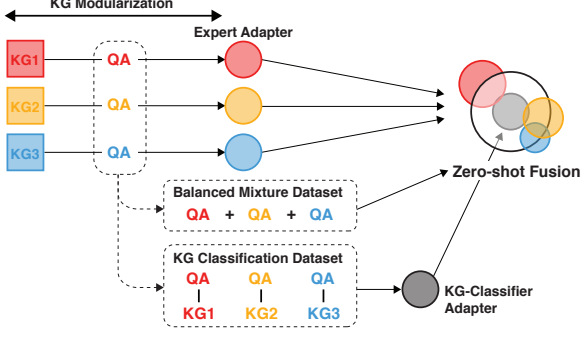 KG Modularization
Expert Adapter
KG1 QA
KG2 QA
KG3 QA
Zero-shot Fusion
Balanced Mixture Dataset
QA + QA + QA
KG Classification Dataset
QA QA QA
KG1 KG2 KG3
KG-Classifier
Adapter